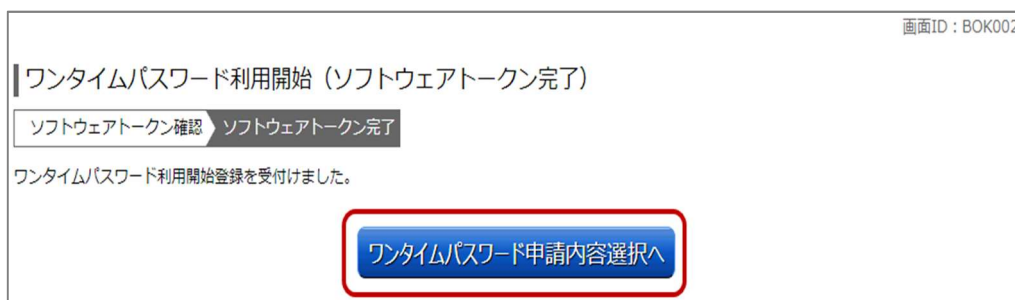 画面ID：BOK002
ワンタイムパスワード利用開始（ソフトウェアトークン完了）
ソフトウェアトークン確認 ソフトウェアトークン完了
ワンタイムパスワード利用開始登録を受付けました。
ワンタイムパスワード申請内容選択へ